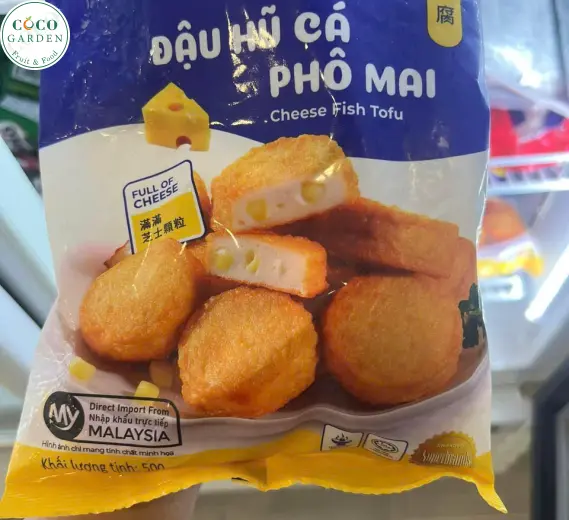 COCO
GARDEN
Fruit & Food
腐
ĐẬU HŨ CÁ
PHÔ MAI
Cheese Fish Tofu
FULL OF
CHEESE
滿滿
芝士顆粒
My
Direct Import From
Nhập khẩu trực tiếp
MALAYSIA
Hình ảnh chỉ mang tính chất minh họa
Khối lượng tịnh: 500
Superbrands